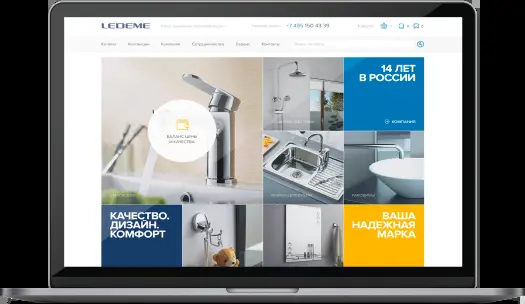 LEDEME
+7 495 150 43 39
Каталог Коллекции Компания Сотрудничество Сервис Контакты
БАЛАНС ЦЕНЫ
И КАЧЕСТВА
14 ЛЕТ
В РОССИИ
КОМПАНИЯ
КАЧЕСТВО.
ДИЗАЙН.
КОМФОРТ
ВАША
НАДЕЖНАЯ
МАРКА